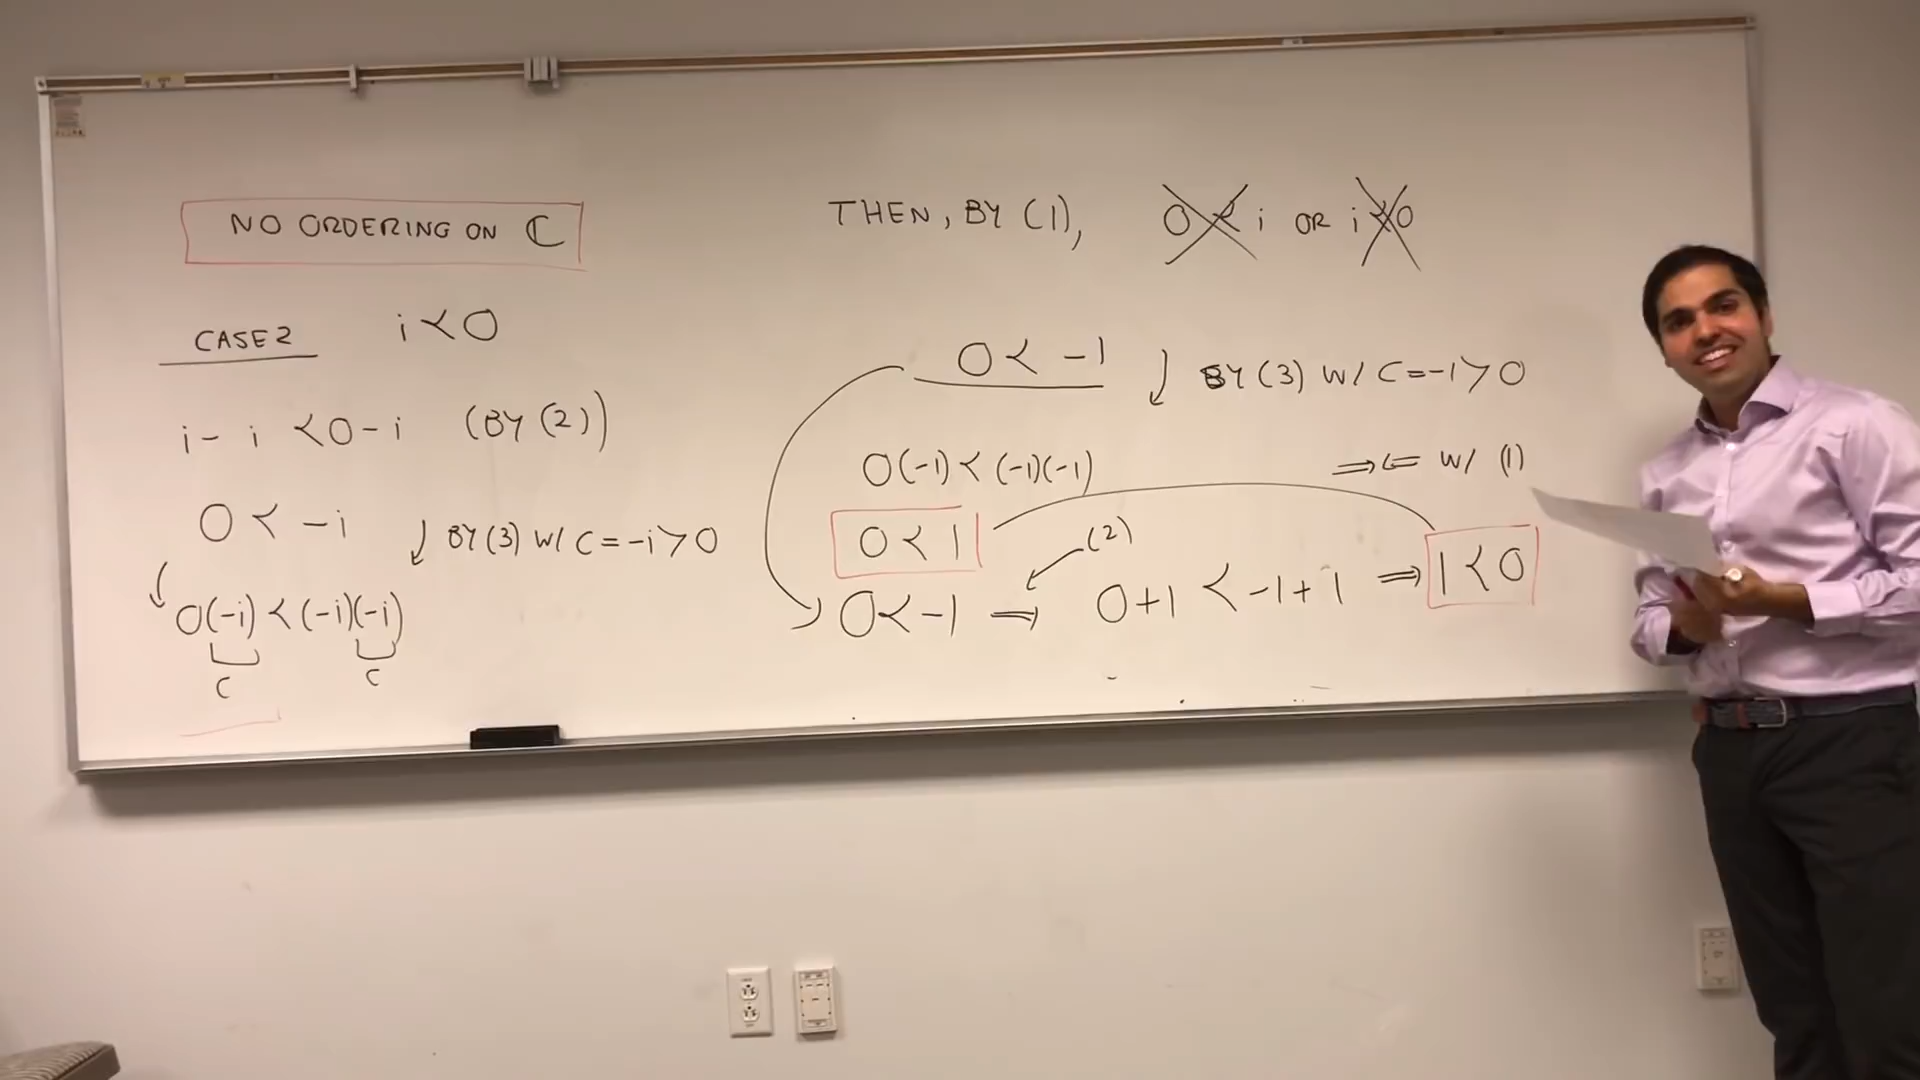 NO ORDERING ON ℂ
CASE 2 i ≺ 0
i - i ≺ 0 - i (BY (2))
0 ≺ -i ↓ BY (3) W/ C = -i ≻ 0
0(-i) ≺ (-i)(-i)
C C
THEN, BY (1), 0 ≺ i OR i ≺ 0
0 ≺ -1 ↓ BY (3) W/ C = -1 ≻ 0
0(-1) ≺ (-1)(-1) ⇒⇐ W/ (1)
0 ≺ 1 (2)
0 ≺ -1 ⇒ 0+1 ≺ -1+1 ⇒ 1 ≺ 0